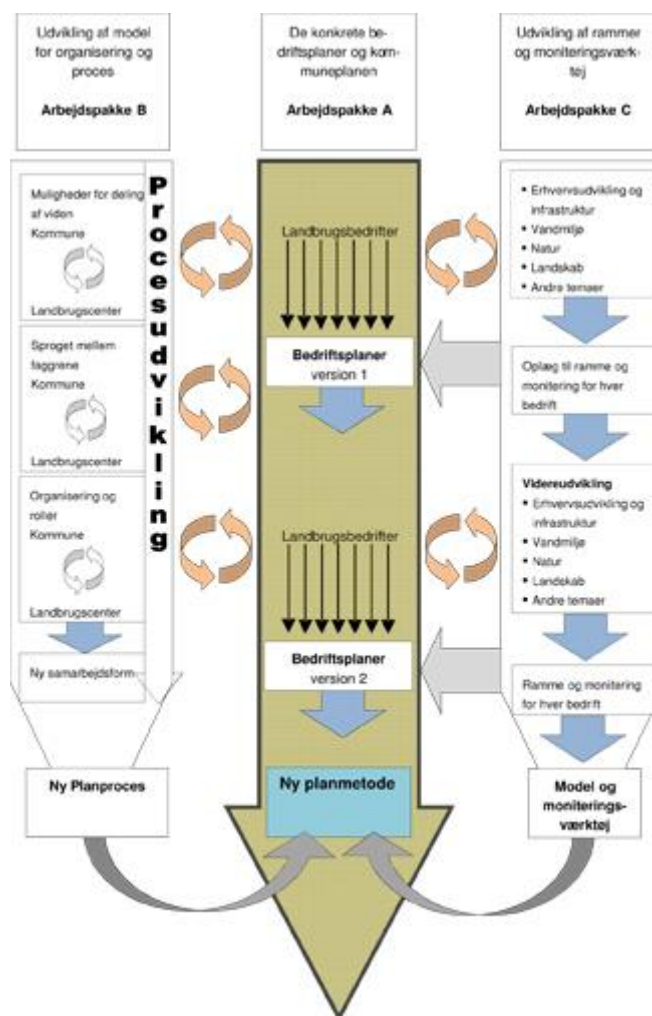 Udvikling af model
for organisering og
proces
Arbejdspakke B
De konkrete be-
driftsplaner og kom-
muneplanen
Arbejdspakke A
Udvikling af rammer
og moniteringsværk-
tøj
Arbejdspakke C
Procesudvikling
Muligheder for deling
af viden
Kommune
Landbrugscenter
Sproget mellem
faggrene
Kommune
Landbrugscenter
Organisering og
roller
Kommune
Landbrugscenter
Ny samarbejdsform
Ny Planproces
Landbrugsbedrifter
Bedriftsplaner
version 1
Landbrugsbedrifter
Bedriftsplaner
version 2
Ny planmetode
• Erhvervsudvikling og
infrastruktur
• Vandmiljø
• Natur
• Landskab
• Andre temaer
Oplæg til ramme og
monitering for hver
bedrift
Videreudvikling
• Erhvervsudvikling og
infrastruktur
• Vandmiljø
• Natur
• Landskab
• Andre temaer
Ramme og monitering
for hver bedrift
Model og
moniterings-
værktøj